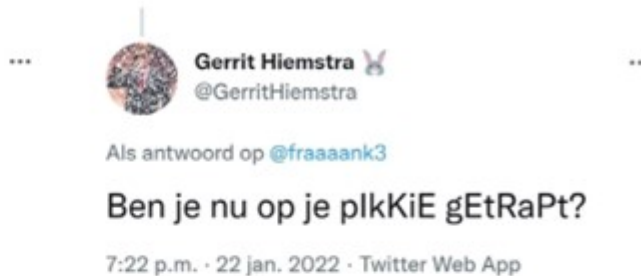 Gerrit Hiemstra 🐰
@GerritHiemstra
Als antwoord op @fraaaank3
Ben je nu op je pIkKiE gEtRaPt?
7:22 p.m. · 22 jan. 2022 · Twitter Web App